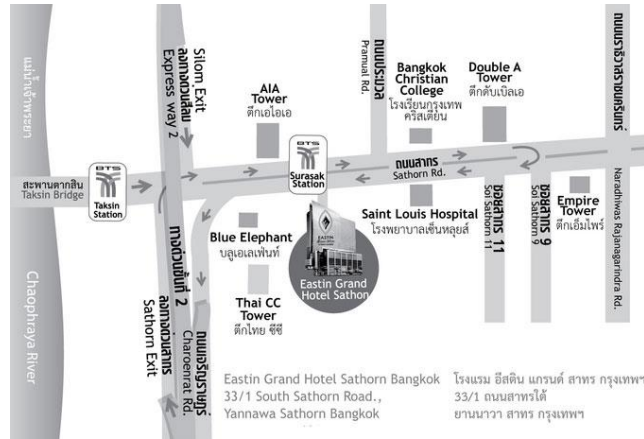 แม่น้ำเจ้าพระยา
Chaophraya River
สะพานตากสิน
Taksin Bridge
BTS
Taksin
Station
Silom Exit
ลงทางด่วนสีลม
Express way 2
ทางด่วนขั้นที่ 2
ลงทางด่วนสาทร
Sathorn Exit
ถนนเจริญราษฎร์
Charoenrat Rd.
AIA
Tower
ตึกเอไอเอ
BTS
Surasak
Station
ถนนประมวล
Pramual Rd.
Bangkok
Christian
College
โรงเรียนกรุงเทพ
คริสเตียน
Double A
Tower
ตึกดับเบิลเอ
ถนนนราธิวาสราชนครินทร์
Naradhiwas Rajanagarindra Rd.
ถนนสาทร
Sathorn Rd.
Blue Elephant
บลูเอเลเฟ่นท์
Thai CC
Tower
ตึกไทย ซีซี
EASTIN
Eastin Grand
Hotel Sathon
Saint Louis Hospital
โรงพยาบาลเซ็นหลุยส์
ซอยสาทร 11
Soi Sathorn 11
ซอยสาทร 9
Soi Sathorn 9
Empire
Tower
ตึกเอ็มไพร์
Eastin Grand Hotel Sathorn Bangkok
33/1 South Sathorn Road.,
Yannawa Sathorn Bangkok
โรงแรม อีสติน แกรนด์ สาทร กรุงเทพฯ
33/1 ถนนสาทรใต้
ยานนาวา สาทร กรุงเทพฯ